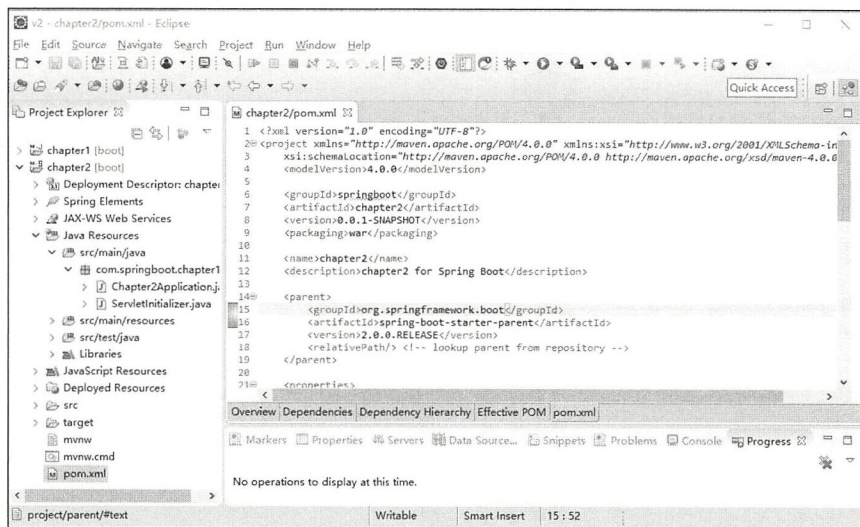 v2 - chapter2/pom.xml - Eclipse
File Edit Source Navigate Search Project Run Window Help
Quick Access
Project Explorer
chapter1 [boot]
chapter2 [boot]
Deployment Descriptor: chapte
Spring Elements
JAX-WS Web Services
Java Resources
src/main/java
com.springboot.chapter1
Chapter2Application.j
ServletInitializer.java
src/main/resources
src/test/java
Libraries
JavaScript Resources
Deployed Resources
src
target
mvnw
mvnw.cmd
pom.xml
chapter2/pom.xml
1 <?xml version="1.0" encoding="UTF-8"?>
2 <project xmlns="http://maven.apache.org/POM/4.0.0" xmlns:xsi="http://www.w3.org/2001/XMLSchema-in
3 xsi:schemaLocation="http://maven.apache.org/POM/4.0.0 http://maven.apache.org/xsd/maven-4.0.0
4 <modelVersion>4.0.0</modelVersion>
5
6 <groupId>springboot</groupId>
7 <artifactId>chapter2</artifactId>
8 <version>0.0.1-SNAPSHOT</version>
9 <packaging>war</packaging>
10
11 <name>chapter2</name>
12 <description>chapter2 for Spring Boot</description>
13
14 <parent>
15 <groupId>org.springframework.boot</groupId>
16 <artifactId>spring-boot-starter-parent</artifactId>
17 <version>2.0.0.RELEASE</version>
18 <relativePath/> <!-- lookup parent from repository -->
19 </parent>
20
21 <properties>
Overview Dependencies Dependency Hierarchy Effective POM pom.xml
Markers Properties Servers Data Source... Snippets Problems Console Progress
No operations to display at this time.
project/parent/#text Writable Smart Insert 15 : 52